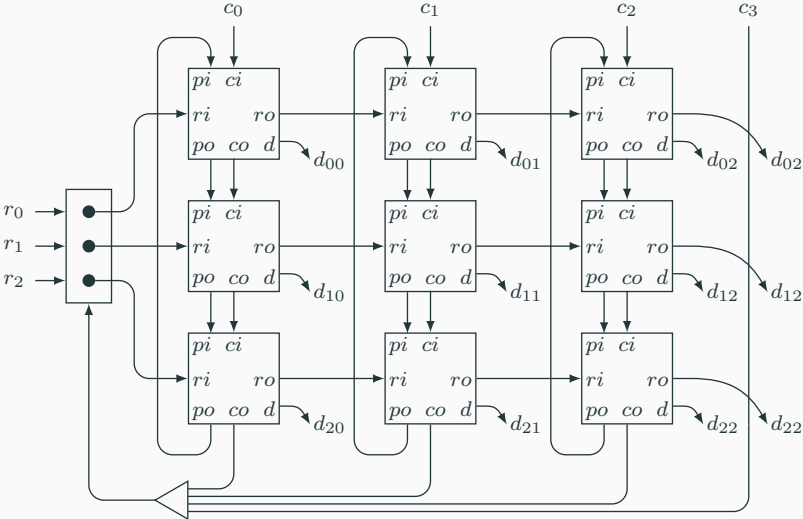 c0 c1 c2 c3
pi ci pi ci pi ci
ri ro ri ro ri ro
po co d po co d po co d
d00 d01 d02 d02
r0 pi ci pi ci pi ci
r1 ri ro ri ro ri ro
r2 po co d po co d po co d
d10 d11 d12 d12
pi ci pi ci pi ci
ri ro ri ro ri ro
po co d po co d po co d
d20 d21 d22 d22